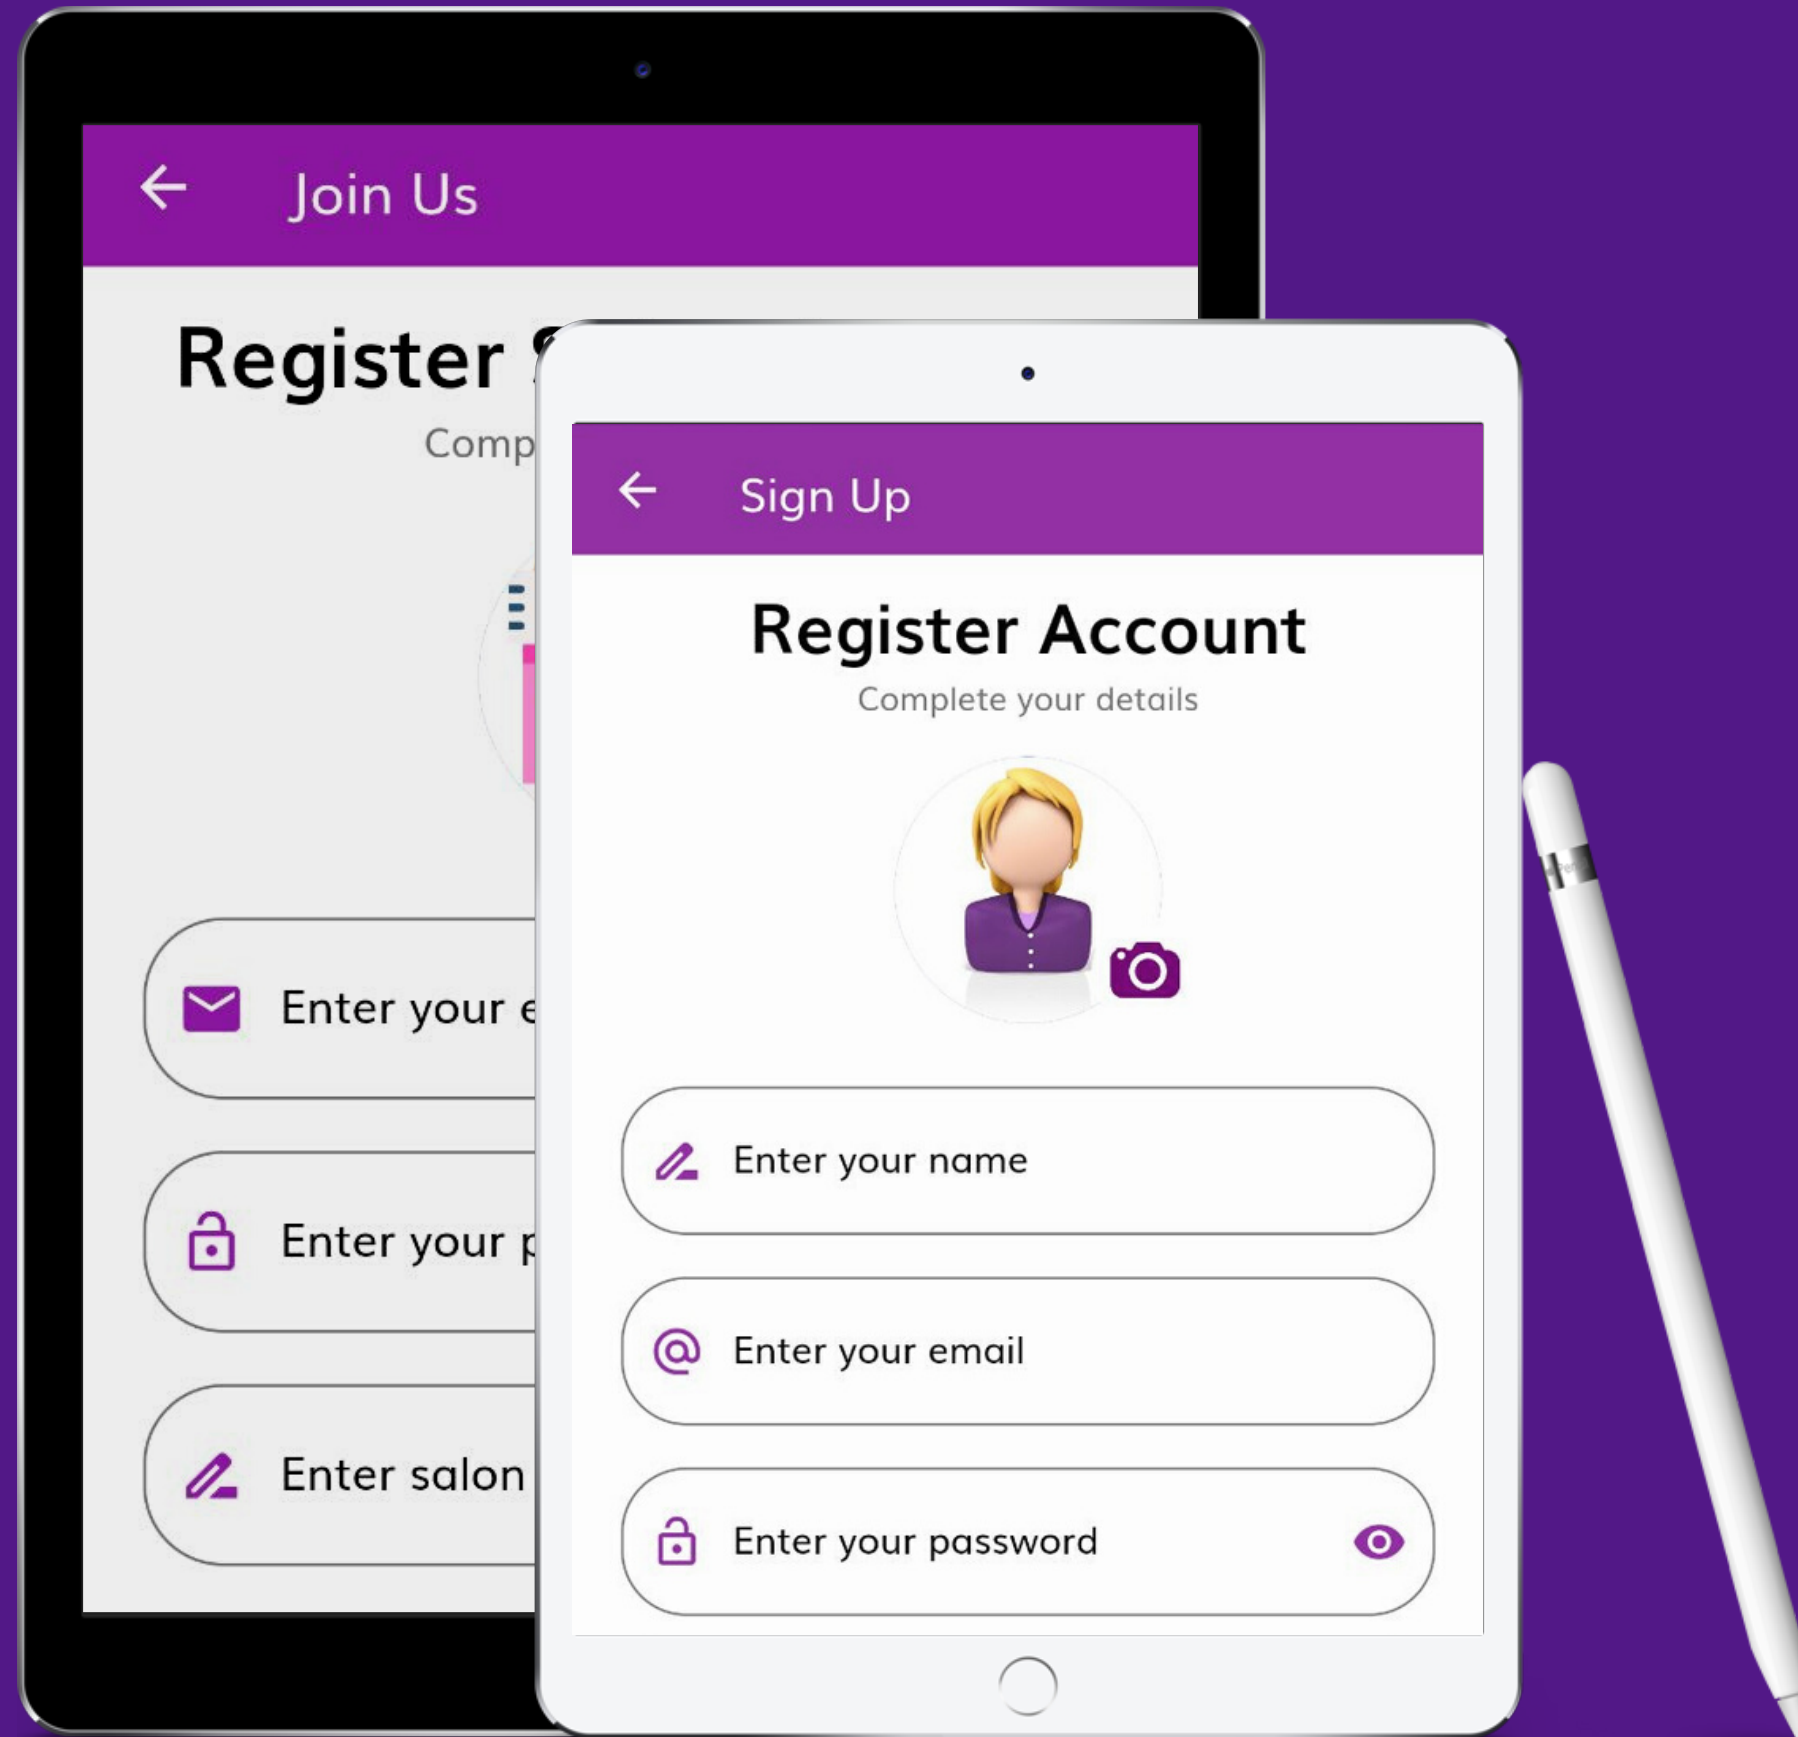 Join Us
Register
Enter your
Enter your
Enter salon
Sign Up
Register Account
Complete your details
Enter your name
Enter your email
Enter your password